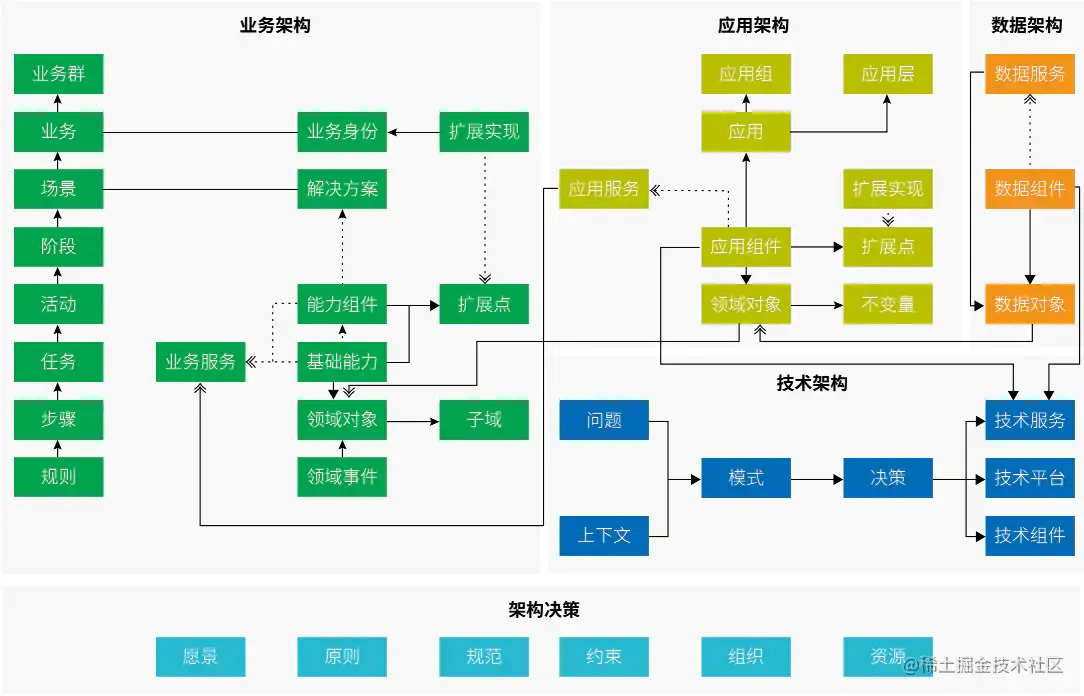 业务架构
业务群
业务
业务身份
扩展实现
场景
解决方案
阶段
活动
能力组件
扩展点
任务
业务服务
基础能力
步骤
领域对象
子域
规则
领域事件
应用架构
应用组
应用层
应用
应用服务
扩展实现
应用组件
扩展点
领域对象
不变量
数据架构
数据服务
数据组件
数据对象
技术架构
问题
技术服务
模式
决策
技术平台
上下文
技术组件
架构决策
愿景
原则
规范
约束
组织
资源
@稀土掘金技术社区